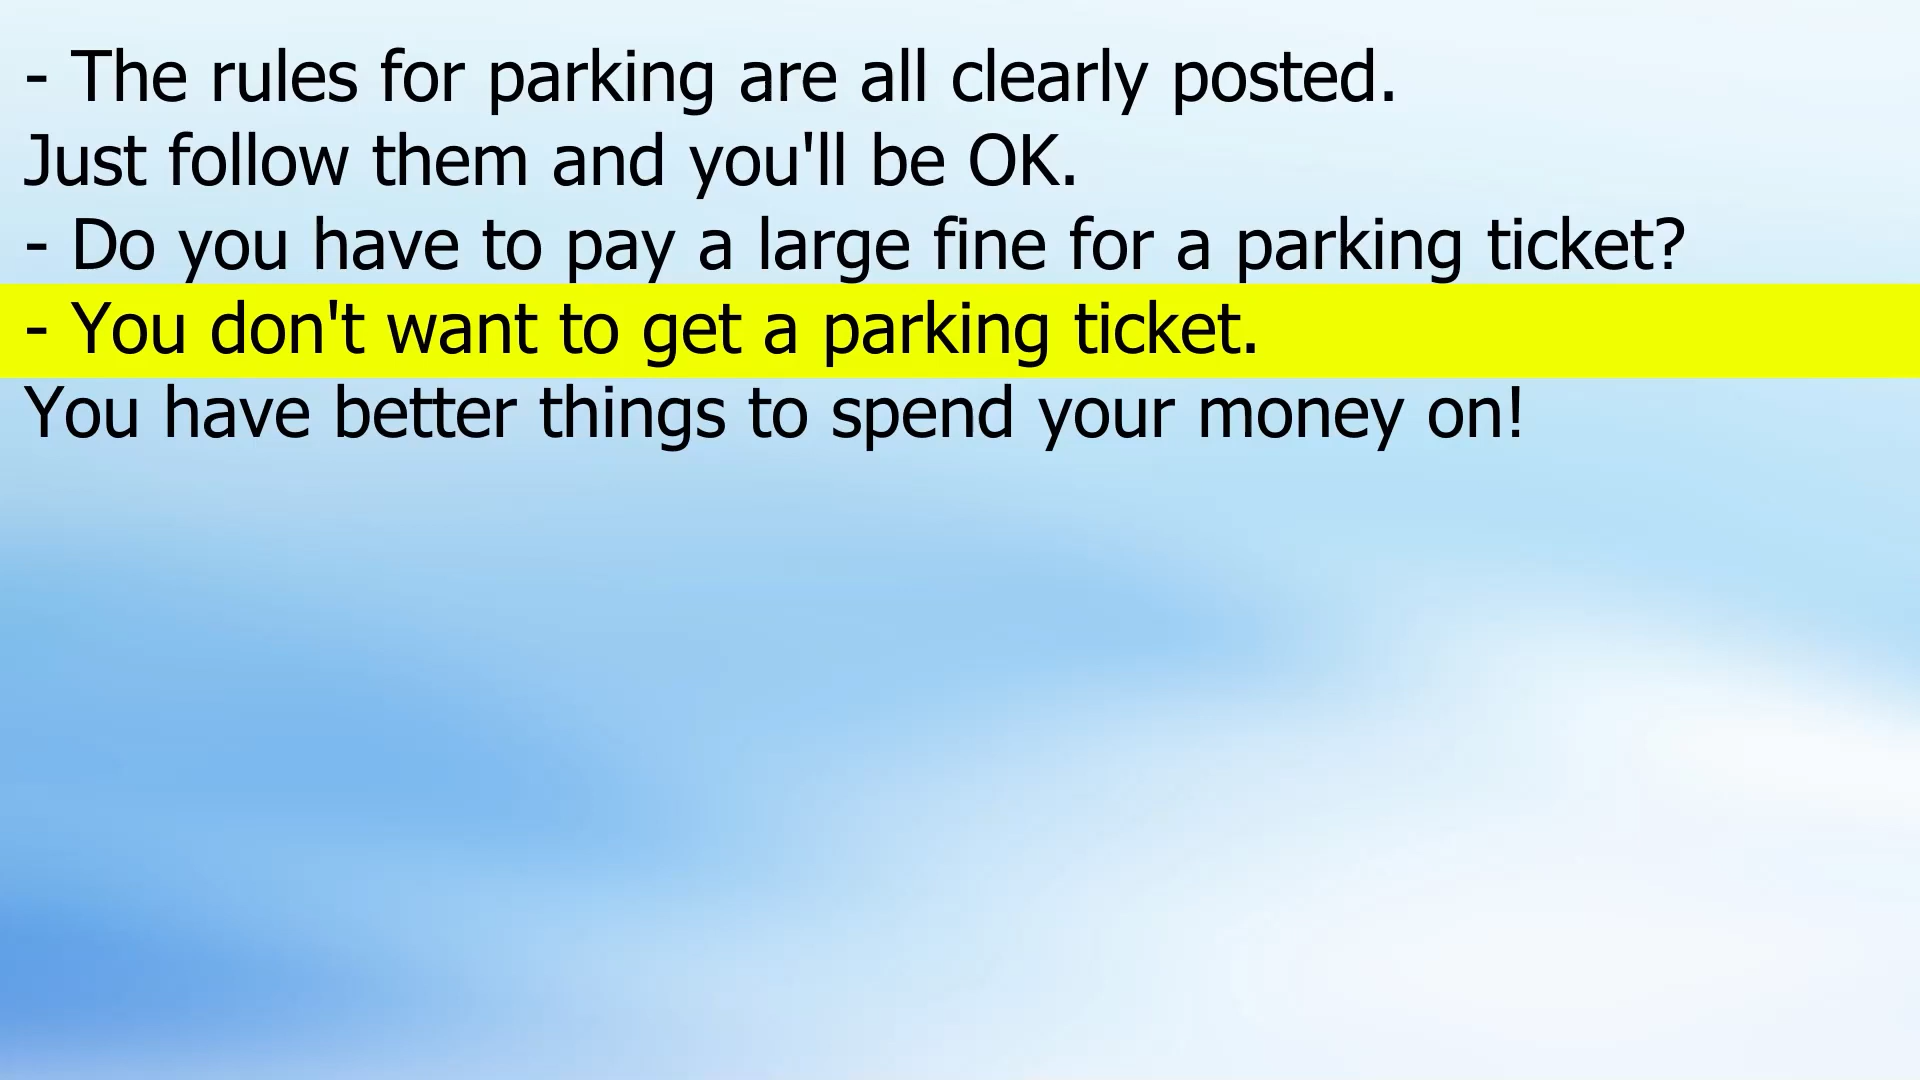 - The rules for parking are all clearly posted.
Just follow them and you'll be OK.
- Do you have to pay a large fine for a parking ticket?
- You don't want to get a parking ticket.
You have better things to spend your money on!